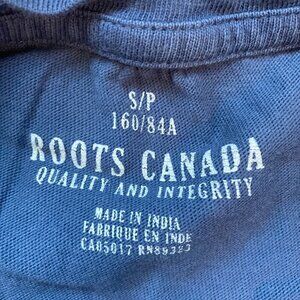 S/P
160/84A
ROOTS CANADA
QUALITY AND INTEGRITY
MADE IN INDIA
FABRIQUE EN INDE
CA05017